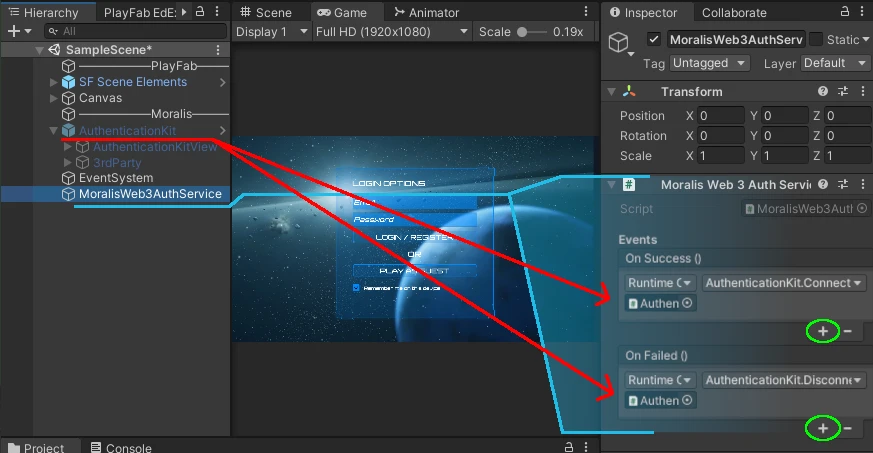 Hierarchy
PlayFab EdEx
All
SampleScene*
PlayFab
SF Scene Elements
Canvas
Moralis
AuthenticationKit
AuthenticationKitView
3rdParty
EventSystem
MoralisWeb3AuthService
Scene
Game
Animator
Display 1
Full HD (1920x1080)
Scale
0.19x
LOGIN OPTIONS
Email
Password
LOGIN / REGISTER
OR
PLAY AS GUEST
Remember me on this device
Inspector
Collaborate
MoralisWeb3AuthServ
Static
Tag
Untagged
Layer
Default
Transform
Position X 0 Y 0 Z 0
Rotation X 0 Y 0 Z 0
Scale X 1 Y 1 Z 1
Moralis Web 3 Auth Servic
Script
MoralisWeb3Auth
Events
On Success ()
Runtime
AuthenticationKit.Connect
Authen
+ −
On Failed ()
Runtime
AuthenticationKit.Disconne
Authen
+ −
Project
Console